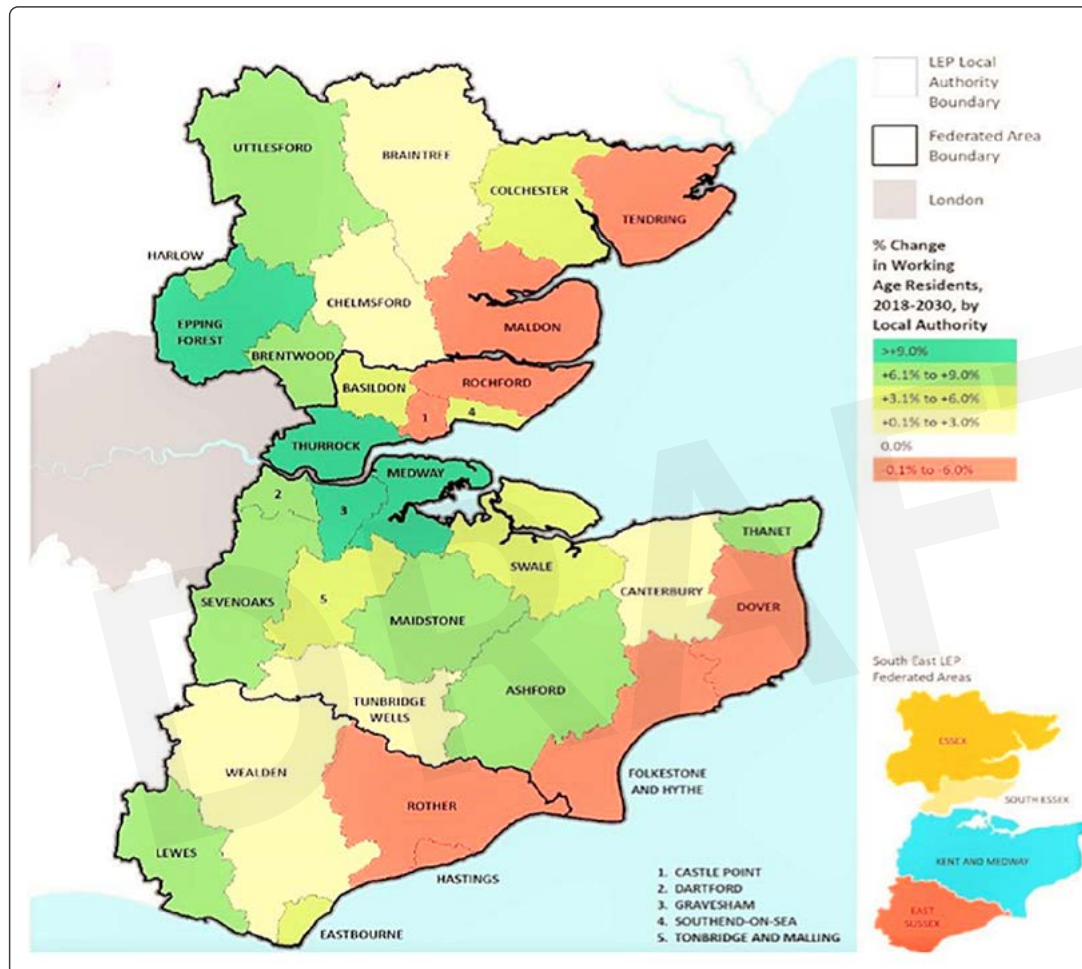 LEP Local
Authority
Boundary
Federated Area
Boundary
London
% Change
in Working
Age Residents,
2018-2030, by
Local Authority
>+9.0%
+6.1% to +9.0%
+3.1% to +6.0%
+0.1% to +3.0%
0.0%
-0.1% to -6.0%
UTTLESFORD
BRAINTREE
COLCHESTER
TENDRING
HARLOW
EPPING
FOREST
CHELMSFORD
MALDON
BRENTWOOD
BASILDON
ROCHFORD
1
4
THURROCK
MEDWAY
2
3
THANET
SWALE
CANTERBURY
DOVER
SEVENOAKS
5
MAIDSTONE
ASHFORD
TUNBRIDGE
WELLS
WEALDEN
FOLKESTONE
AND HYTHE
ROTHER
LEWES
HASTINGS
EASTBOURNE
1. CASTLE POINT
2. DARTFORD
3. GRAVESHAM
4. SOUTHEND-ON-SEA
5. TONBRIDGE AND MALLING
South East LEP
Federated Areas
ESSEX
SOUTH ESSEX
KENT AND MEDWAY
EAST
SUSSEX
DRAFT